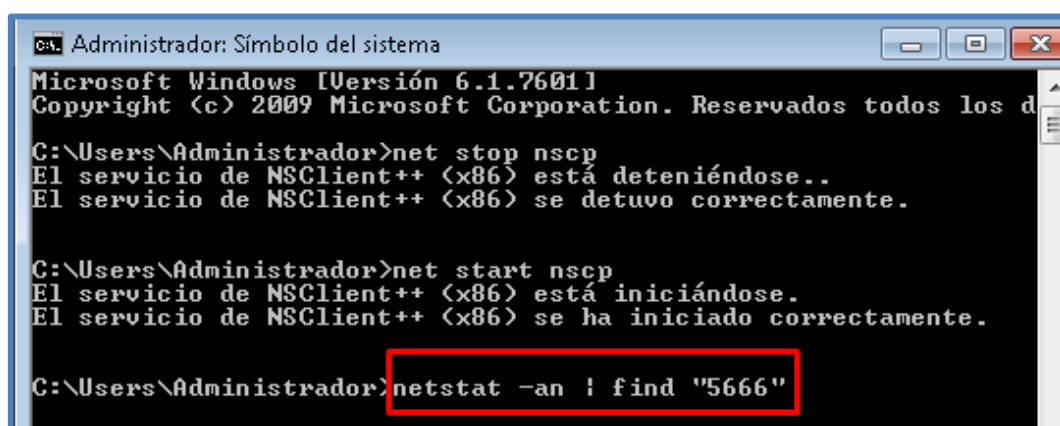 Administrador: Símbolo del sistema
Microsoft Windows [Versión 6.1.7601]
Copyright (c) 2009 Microsoft Corporation. Reservados todos los d
C:\Users\Administrador>net stop nscp
El servicio de NSClient++ (x86) está deteniéndose..
El servicio de NSClient++ (x86) se detuvo correctamente.
C:\Users\Administrador>net start nscp
El servicio de NSClient++ (x86) está iniciándose.
El servicio de NSClient++ (x86) se ha iniciado correctamente.
C:\Users\Administrador>netstat -an | find "5666"